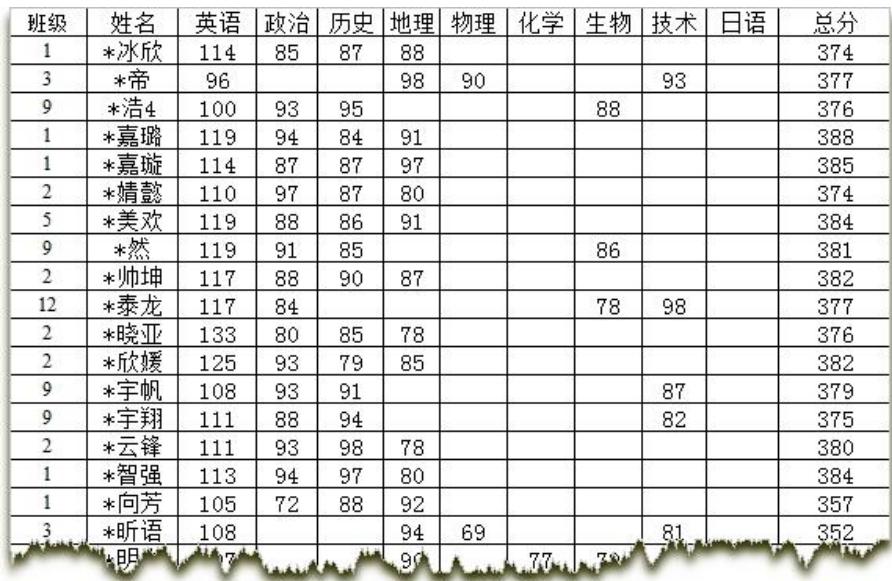 班级 姓名 英语 政治 历史 地理 物理 化学 生物 技术 日语 总分
1 *冰欣 114 85 87 88 374
3 *帝 96 98 90 93 377
9 *浩4 100 93 95 88 376
1 *嘉璐 119 94 84 91 388
1 *嘉璇 114 87 87 97 385
2 *婧懿 110 97 87 80 374
5 *美欢 119 88 86 91 384
9 *然 119 91 85 86 381
2 *帅坤 117 88 90 87 382
12 *泰龙 117 84 78 98 377
2 *晓亚 133 80 85 78 376
2 *欣媛 125 93 79 85 382
9 *宇帆 108 93 91 87 379
9 *宇翔 111 88 94 82 375
2 *云锋 111 93 98 78 380
1 *智强 113 94 97 80 384
1 *向芳 105 72 88 92 357
3 *昕语 108 94 69 81 352
77